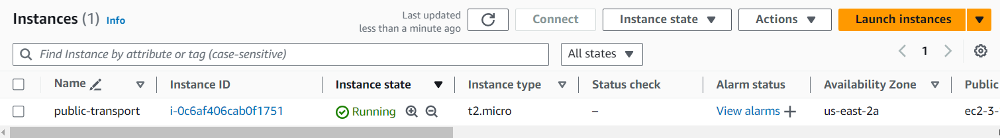 Instances (1) Info
Last updated
less than a minute ago
Connect
Instance state
Actions
Launch instances
Find Instance by attribute or tag (case-sensitive)
All states
1
Name Instance ID Instance state Instance type Status check Alarm status Availability Zone Public
public-transport i-0c6af406cab0f1751 Running t2.micro – View alarms + us-east-2a ec2-3-